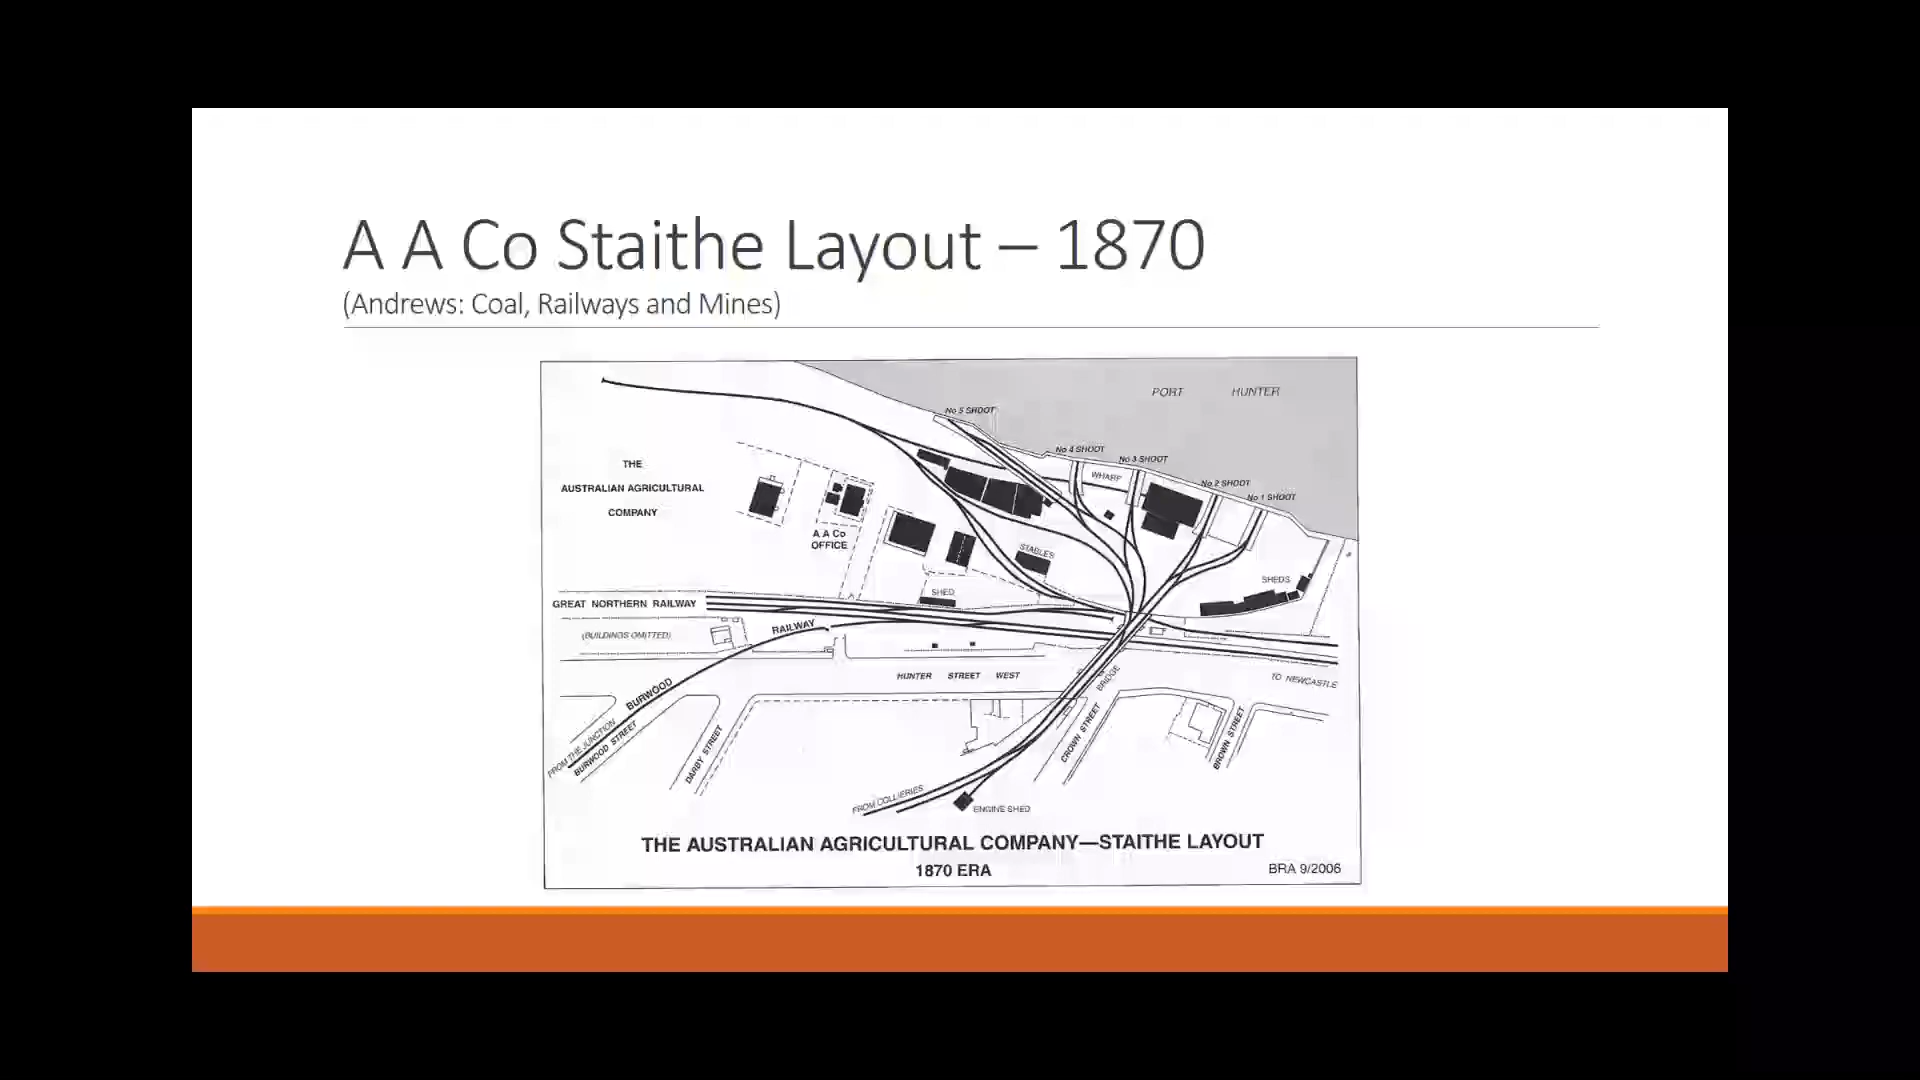 A A Co Staithe Layout – 1870
(Andrews: Coal, Railways and Mines)
PORT HUNTER
No 5 SHOOT
No 4 SHOOT
No 3 SHOOT
WHARF
No 2 SHOOT
No 1 SHOOT
THE
AUSTRALIAN AGRICULTURAL
COMPANY
A A Co
OFFICE
STABLES
SHED
SHEDS
GREAT NORTHERN RAILWAY
(BUILDINGS OMITTED)
RAILWAY
BURWOOD
HUNTER STREET WEST
BRIDGE
TO NEWCASTLE
FROM THE JUNCTION
BURWOOD STREET
DARBY STREET
CROWN STREET
BROWN STREET
FROM COLLIERIES
ENGINE SHED
THE AUSTRALIAN AGRICULTURAL COMPANY—STAITHE LAYOUT
1870 ERA
BRA 9/2006